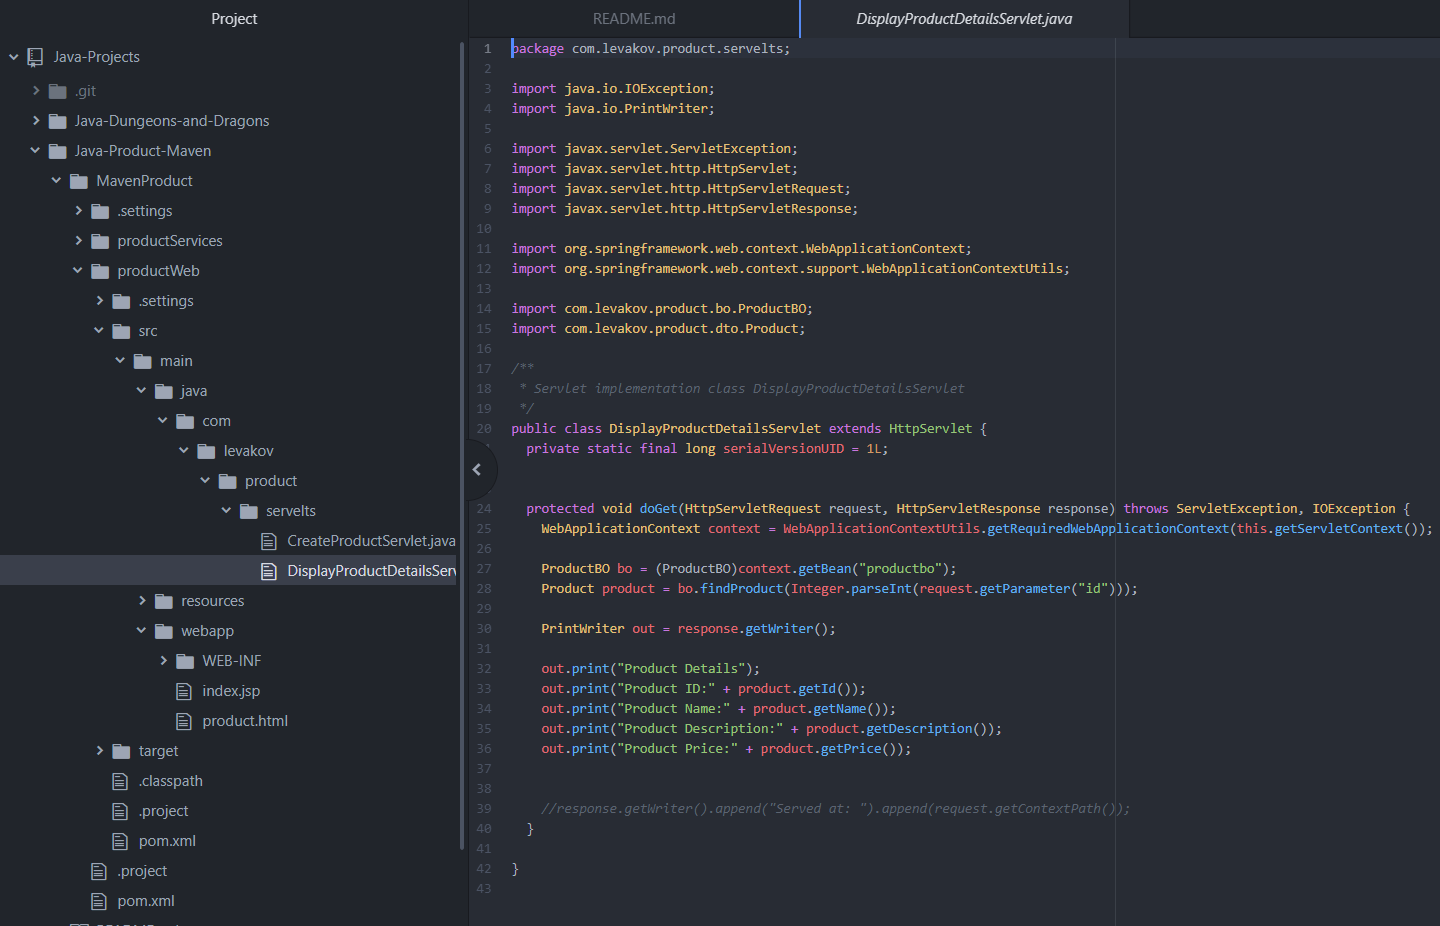 Project
Java-Projects
.git
Java-Dungeons-and-Dragons
Java-Product-Maven
MavenProduct
.settings
productServices
productWeb
.settings
src
main
java
com
levakov
product
servelts
CreateProductServlet.java
DisplayProductDetailsServ
resources
webapp
WEB-INF
index.jsp
product.html
target
.classpath
.project
pom.xml
.project
pom.xml
README.md
DisplayProductDetailsServlet.java
1 package com.levakov.product.servelts;
2
3 import java.io.IOException;
4 import java.io.PrintWriter;
5
6 import javax.servlet.ServletException;
7 import javax.servlet.http.HttpServlet;
8 import javax.servlet.http.HttpServletRequest;
9 import javax.servlet.http.HttpServletResponse;
10
11 import org.springframework.web.context.WebApplicationContext;
12 import org.springframework.web.context.support.WebApplicationContextUtils;
13
14 import com.levakov.product.bo.ProductBO;
15 import com.levakov.product.dto.Product;
16
17 /**
18 * Servlet implementation class DisplayProductDetailsServlet
19 */
20 public class DisplayProductDetailsServlet extends HttpServlet {
private static final long serialVersionUID = 1L;
24 protected void doGet(HttpServletRequest request, HttpServletResponse response) throws ServletException, IOException {
25 WebApplicationContext context = WebApplicationContextUtils.getRequiredWebApplicationContext(this.getServletContext());
26
27 ProductBO bo = (ProductBO)context.getBean("productbo");
28 Product product = bo.findProduct(Integer.parseInt(request.getParameter("id")));
29
30 PrintWriter out = response.getWriter();
31
32 out.print("Product Details");
33 out.print("Product ID:" + product.getId());
34 out.print("Product Name:" + product.getName());
35 out.print("Product Description:" + product.getDescription());
36 out.print("Product Price:" + product.getPrice());
37
38
39 //response.getWriter().append("Served at: ").append(request.getContextPath());
40 }
41
42 }
43